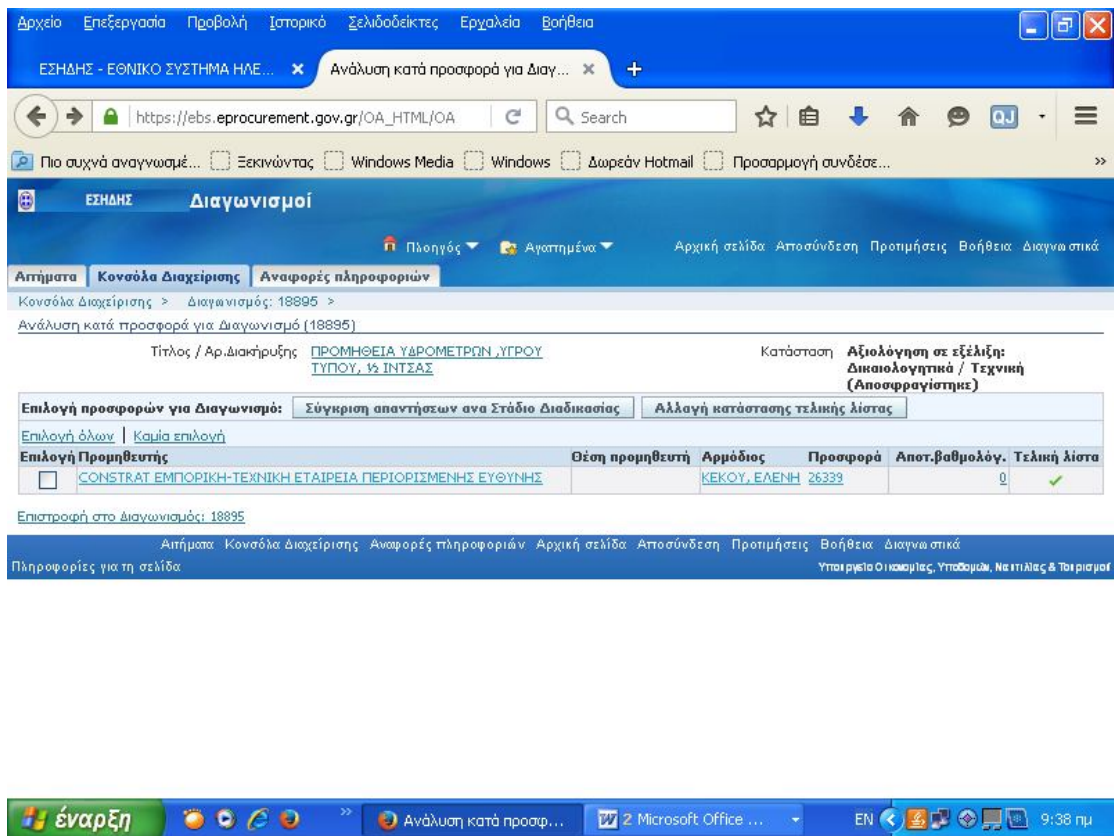 Αρχείο Επεξεργασία Προβολή Ιστορικό Σελιδοδείκτες Εργαλεία Βοήθεια
ΕΣΗΔΗΣ - ΕΘΝΙΚΟ ΣΥΣΤΗΜΑ ΗΛΕ... Ανάλυση κατά προσφορά για Διαγ...
https://ebs.eprocurement.gov.gr/OA_HTML/OA Search
Πιο συχνά αναγνωσμέ... Ξεκινώντας Windows Media Windows Δωρεάν Hotmail Προσαρμογή συνδέσε... »
ΕΣΗΔΗΣ Διαγωνισμοί
Πλοηγός Αγαπημένα Αρχική σελίδα Αποσύνδεση Προτιμήσεις Βοήθεια Διαγνωστικά
Αιτήματα Κονσόλα Διαχείρισης Αναφορές πληροφοριών
Κονσόλα Διαχείρισης > Διαγωνισμός: 18895 >
Ανάλυση κατά προσφορά για Διαγωνισμό (18895)
Τίτλος / Αρ.Διακήρυξης ΠΡΟΜΗΘΕΙΑ ΥΔΡΟΜΕΤΡΩΝ ,ΥΓΡΟΥ Κατάσταση Αξιολόγηση σε εξέλιξη:
ΤΥΠΟΥ, ½ ΙΝΤΣΑΣ Δικαιολογητικά / Τεχνική
(Αποσφραγίστηκε)
Επιλογή προσφορών για Διαγωνισμό: Σύγκριση απαντήσεων ανα Στάδιο Διαδικασίας Αλλαγή κατάστασης τελικής λίστας
Επιλογή όλων | Καμία επιλογή
Επιλογή Προμηθευτής Θέση προμηθευτή Αρμόδιος Προσφορά Αποτ.βαθμολόγ. Τελική λίστα
CONSTRAT ΕΜΠΟΡΙΚΗ-ΤΕΧΝΙΚΗ ΕΤΑΙΡΕΙΑ ΠΕΡΙΟΡΙΣΜΕΝΗΣ ΕΥΘΥΝΗΣ ΚΕΚΟΥ, ΕΛΕΝΗ 26339 0
Επιστροφή στο Διαγωνισμός: 18895
Αιτήματα Κονσόλα Διαχείρισης Αναφορές πληροφοριών Αρχική σελίδα Αποσύνδεση Προτιμήσεις Βοήθεια Διαγνωστικά
Πληροφορίες για τη σελίδα Υπουργείο Οικονομίας, Υποδομών, Ναυτιλίας & Τουρισμού
έναρξη » Ανάλυση κατά προσφ... 2 Microsoft Office ... EN 9:38 πμ